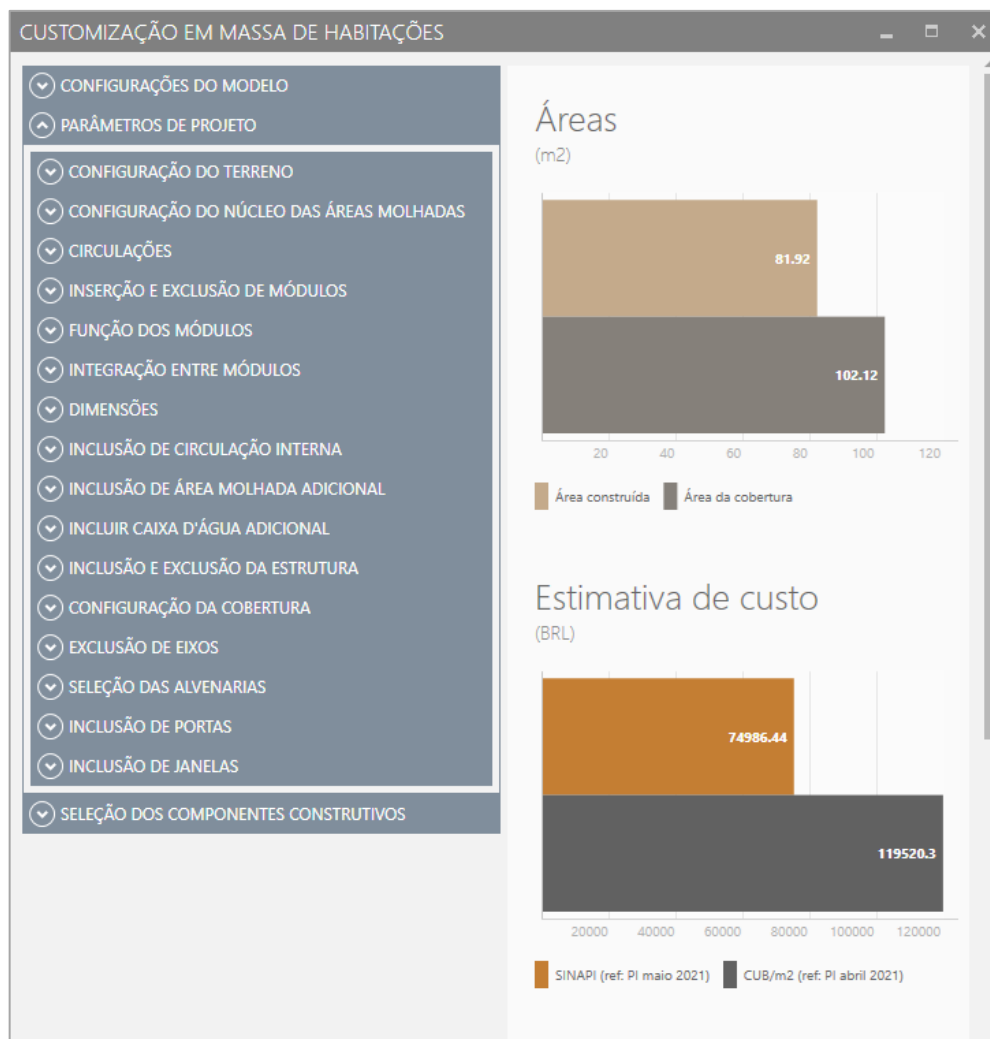 CUSTOMIZAÇÃO EM MASSA DE HABITAÇÕES
CONFIGURAÇÕES DO MODELO
PARÂMETROS DE PROJETO
CONFIGURAÇÃO DO TERRENO
CONFIGURAÇÃO DO NÚCLEO DAS ÁREAS MOLHADAS
CIRCULAÇÕES
INSERÇÃO E EXCLUSÃO DE MÓDULOS
FUNÇÃO DOS MÓDULOS
INTEGRAÇÃO ENTRE MÓDULOS
DIMENSÕES
INCLUSÃO DE CIRCULAÇÃO INTERNA
INCLUSÃO DE ÁREA MOLHADA ADICIONAL
INCLUIR CAIXA D'ÁGUA ADICIONAL
INCLUSÃO E EXCLUSÃO DA ESTRUTURA
CONFIGURAÇÃO DA COBERTURA
EXCLUSÃO DE EIXOS
SELEÇÃO DAS ALVENARIAS
INCLUSÃO DE PORTAS
INCLUSÃO DE JANELAS
SELEÇÃO DOS COMPONENTES CONSTRUTIVOS
Áreas
(m2)
81.92
102.12
20 40 60 80 100 120
Área construída Área da cobertura
Estimativa de custo
(BRL)
74986.44
119520.3
20000 40000 60000 80000 100000 120000
SINAPI (ref: PI maio 2021) CUB/m2 (ref: PI abril 2021)